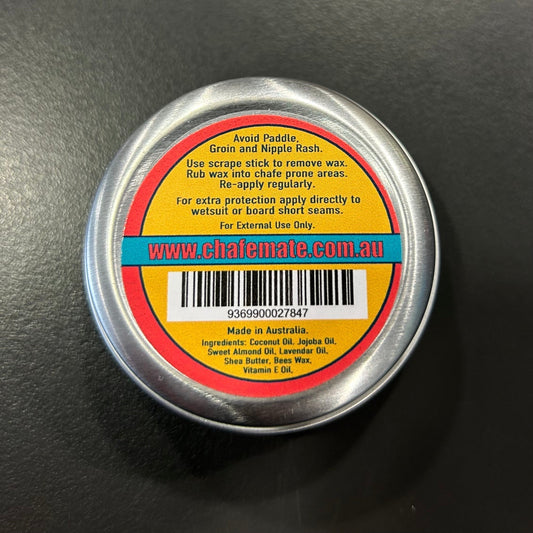 Avoid Paddle,
Groin and Nipple Rash.
Use scrape stick to remove wax.
Rub wax into chafe prone areas.
Re-apply regularly.
For extra protection apply directly to
wetsuit or board short seams.
For External Use Only.
www.chafemate.com.au
9369900027847
Made in Australia.
Ingredients: Coconut Oil, Jojoba Oil,
Sweet Almond Oil, Lavendar Oil,
Shea Butter, Bees Wax,
Vitamin E Oil,